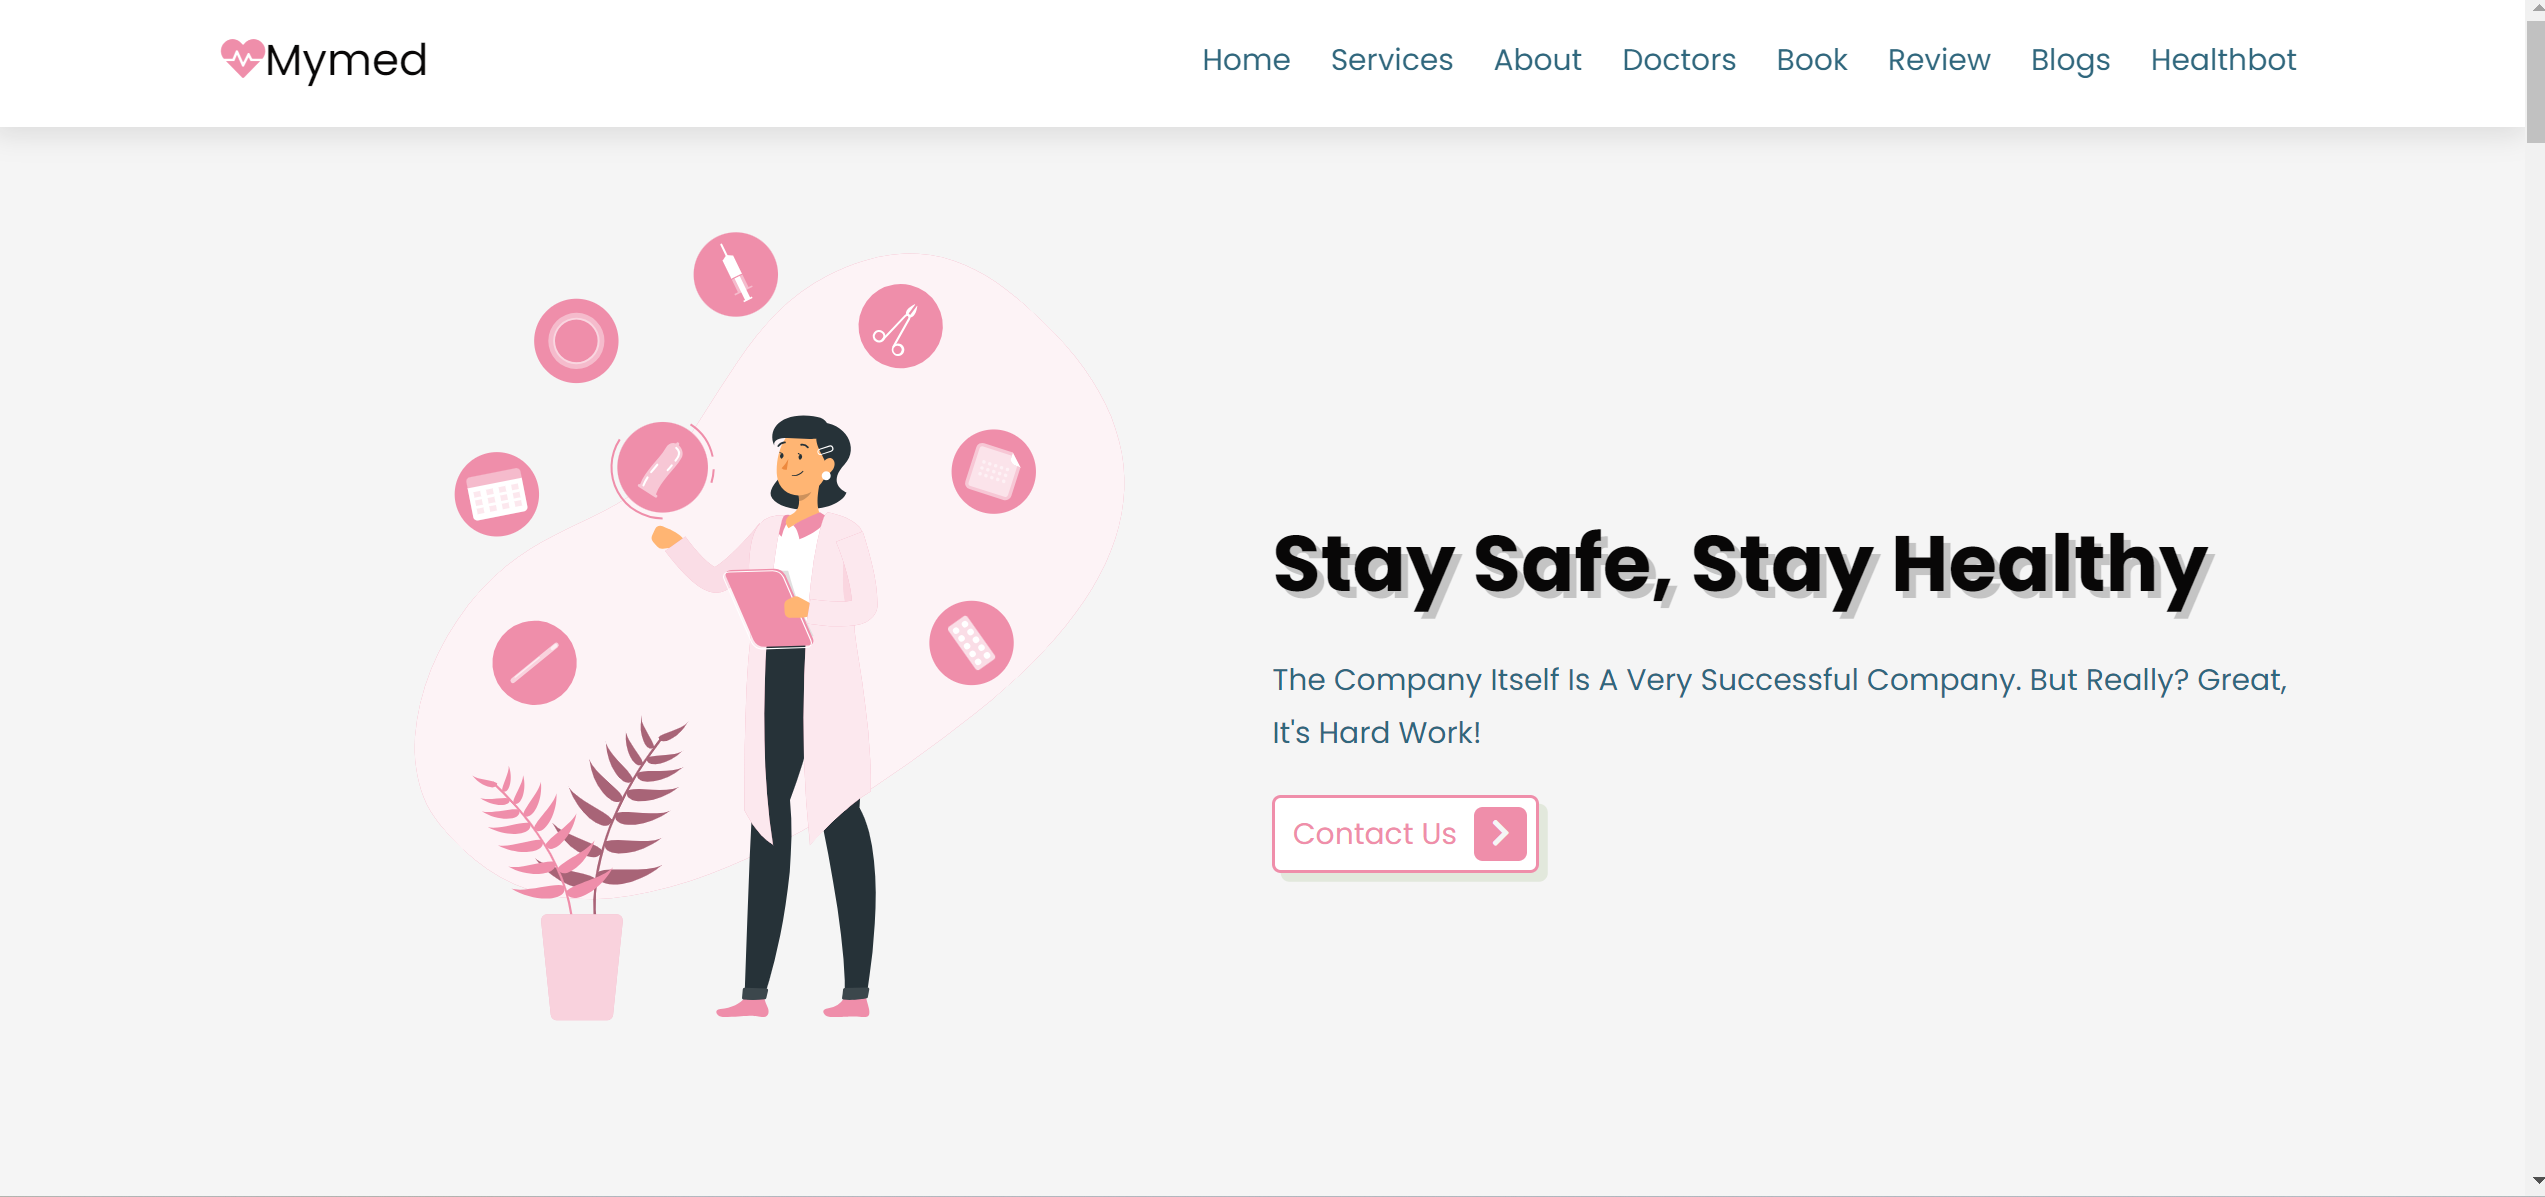 Mymed
Home Services About Doctors Book Review Blogs Healthbot
Stay Safe, Stay Healthy
The Company Itself Is A Very Successful Company. But Really? Great,
It's Hard Work!
Contact Us